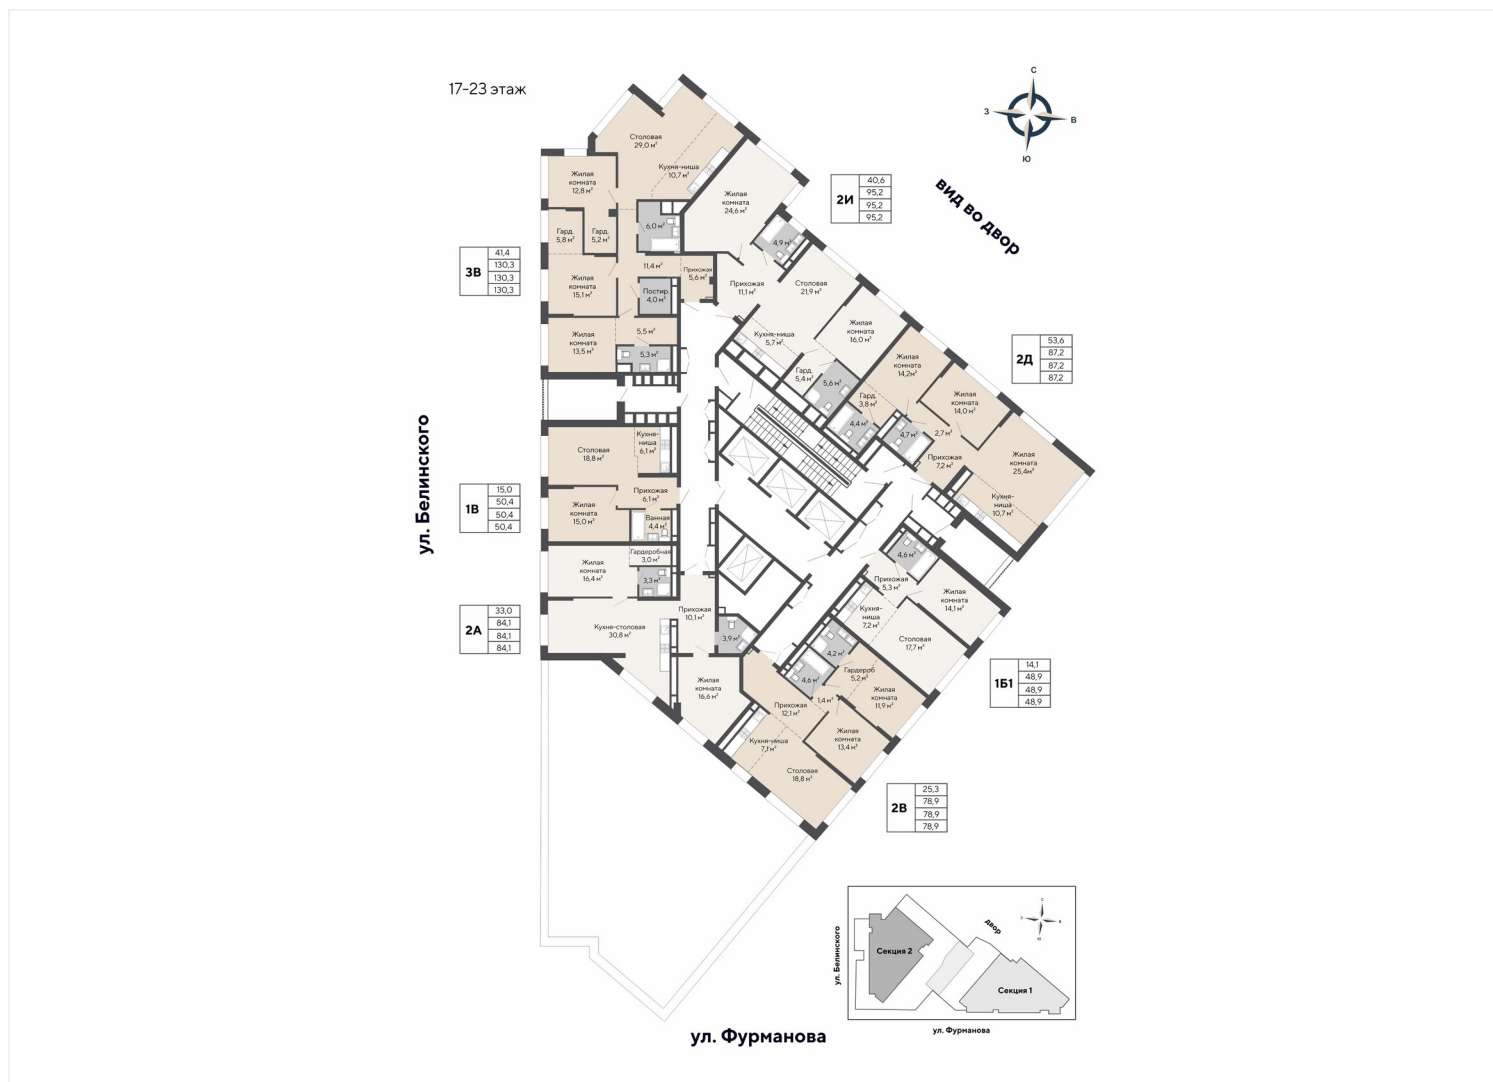 17-23 этаж
С
З
В
Ю
вид во двор
Столовая
29,0 м²
Кухня-ниша
10,7 м²
Жилая
комната
12,8 м²
Гард.
5,8 м²
Гард.
5,2 м²
6,0 м²
11,4 м²
Прихожая
5,6 м²
Жилая
комната
15,1 м²
Постир.
4,0 м²
5,5 м²
Жилая
комната
13,5 м²
5,3 м²
3В
41,4
130,3
130,3
130,3
Жилая
комната
24,6 м²
4,9 м²
Прихожая
11,1 м²
Столовая
21,9 м²
Кухня-ниша
5,7 м²
Жилая
комната
16,0 м²
Гард.
5,4 м²
5,6 м²
2И
40,6
95,2
95,2
95,2
Жилая
комната
14,2м²
Гард.
3,8 м²
4,4 м²
4,7 м²
2,7 м²
Жилая
комната
14,0 м²
Прихожая
7,2 м²
Жилая
комната
25,4м²
Кухня-
ниша
10,7 м²
2Д
53,6
87,2
87,2
87,2
ул. Белинского
Столовая
18,8 м²
Кухня-
ниша
6,1 м²
Прихожая
6,1 м²
Жилая
комната
15,0 м²
Ванная
4,4 м²
1В
15,0
50,4
50,4
50,4
Гардеробная
3,0 м²
Жилая
комната
16,4 м²
3,3 м²
Прихожая
10,1 м²
Кухня-столовая
30,8 м²
3,9 м²
Жилая
комната
16,6 м²
2А
33,0
84,1
84,1
84,1
4,6 м²
Прихожая
5,3 м²
Жилая
комната
14,1 м²
Кухня-
ниша
7,2 м²
Столовая
17,7 м²
1Б1
14,1
48,9
48,9
48,9
4,2 м²
4,6 м²
Гардероб
5,2 м²
1,4 м²
Жилая
комната
11,9 м²
Прихожая
12,1 м²
Жилая
комната
13,4 м²
Кухня-ниша
7,1 м²
Столовая
18,8 м²
2В
25,3
78,9
78,9
78,9
ул. Фурманова
ул. Белинского
Секция 2
двор
Секция 1
С
З
В
Ю
ул. Фурманова